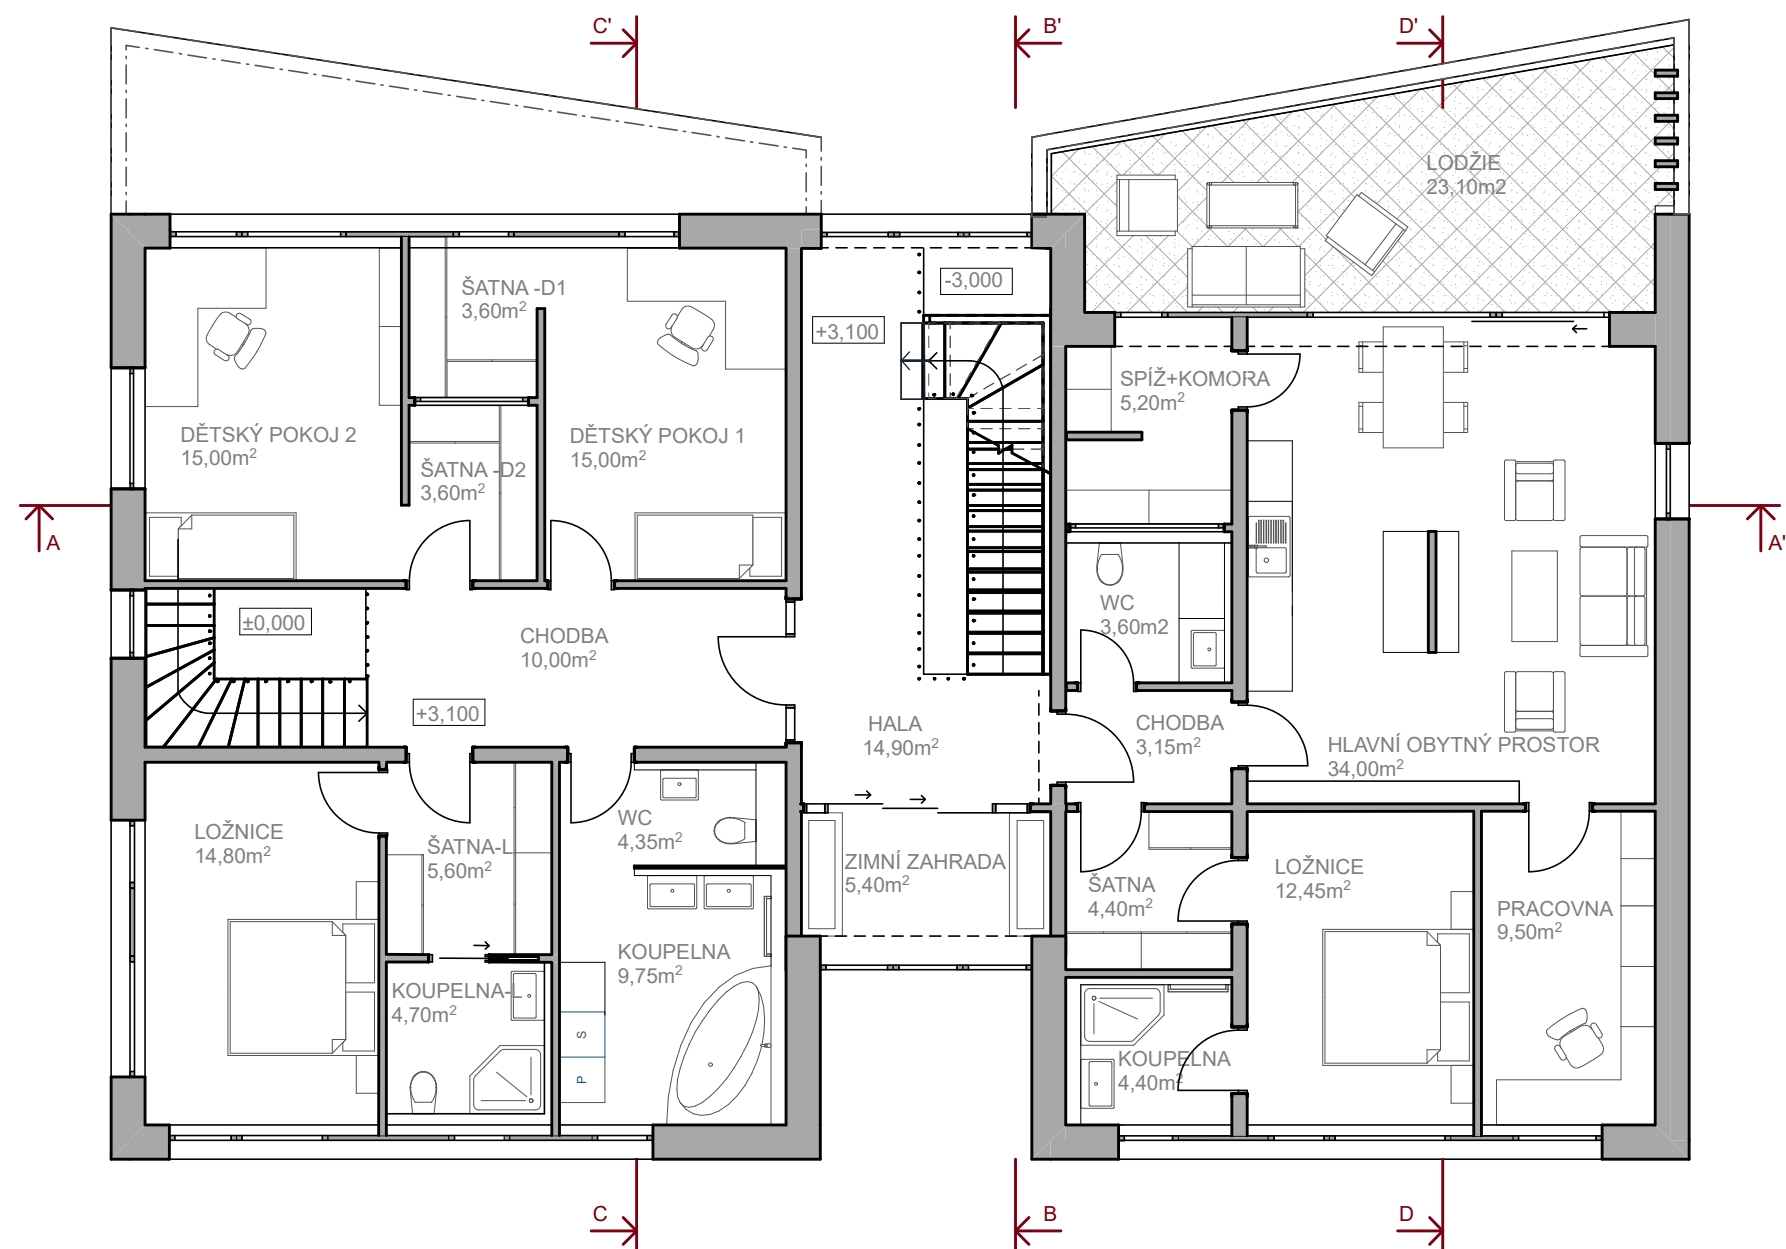 C'
B'
D'
LODŽIE
23,10m2
-3,000
+3,100
ŠATNA -D1
3,60m²
SPÍŽ+KOMORA
5,20m²
DĚTSKÝ POKOJ 2
15,00m²
DĚTSKÝ POKOJ 1
15,00m²
ŠATNA -D2
3,60m²
A
A'
WC
3,60m2
±0,000
CHODBA
10,00m²
+3,100
HALA
14,90m²
CHODBA
3,15m²
HLAVNÍ OBYTNÝ PROSTOR
34,00m²
LOŽNICE
14,80m²
ŠATNA-L
5,60m²
WC
4,35m²
ZIMNÍ ZAHRADA
5,40m²
ŠATNA
4,40m²
LOŽNICE
12,45m²
PRACOVNA
9,50m²
KOUPELNA
9,75m²
KOUPELNA-L
4,70m²
S
P
KOUPELNA
4,40m²
C
B
D